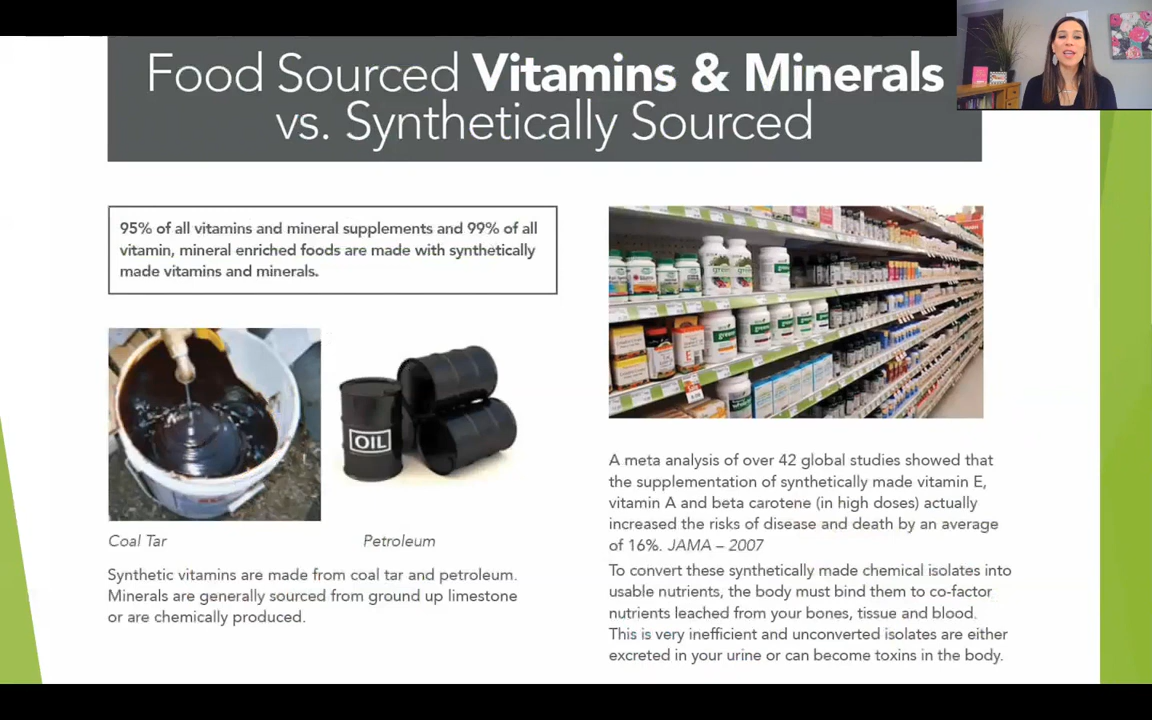 Food Sourced Vitamins & Minerals
vs. Synthetically Sourced
95% of all vitamins and mineral supplements and 99% of all
vitamin, mineral enriched foods are made with synthetically
made vitamins and minerals.
OIL
Coal Tar
Petroleum
Synthetic vitamins are made from coal tar and petroleum.
Minerals are generally sourced from ground up limestone
or are chemically produced.
A meta analysis of over 42 global studies showed that
the supplementation of synthetically made vitamin E,
vitamin A and beta carotene (in high doses) actually
increased the risks of disease and death by an average
of 16%. JAMA – 2007
To convert these synthetically made chemical isolates into
usable nutrients, the body must bind them to co-factor
nutrients leached from your bones, tissue and blood.
This is very inefficient and unconverted isolates are either
excreted in your urine or can become toxins in the body.